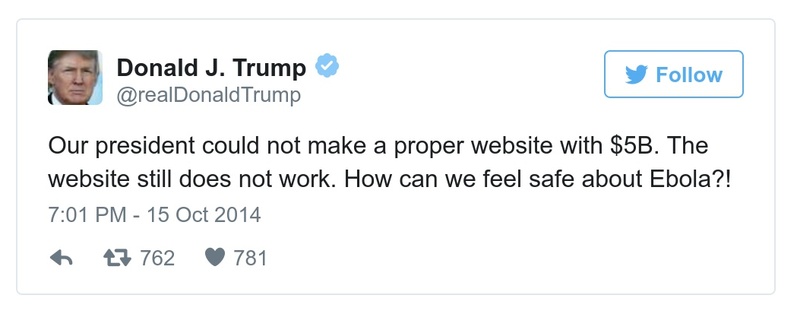 Donald J. Trump
@realDonaldTrump
Follow
Our president could not make a proper website with $5B. The
website still does not work. How can we feel safe about Ebola?!
7:01 PM - 15 Oct 2014
762 781